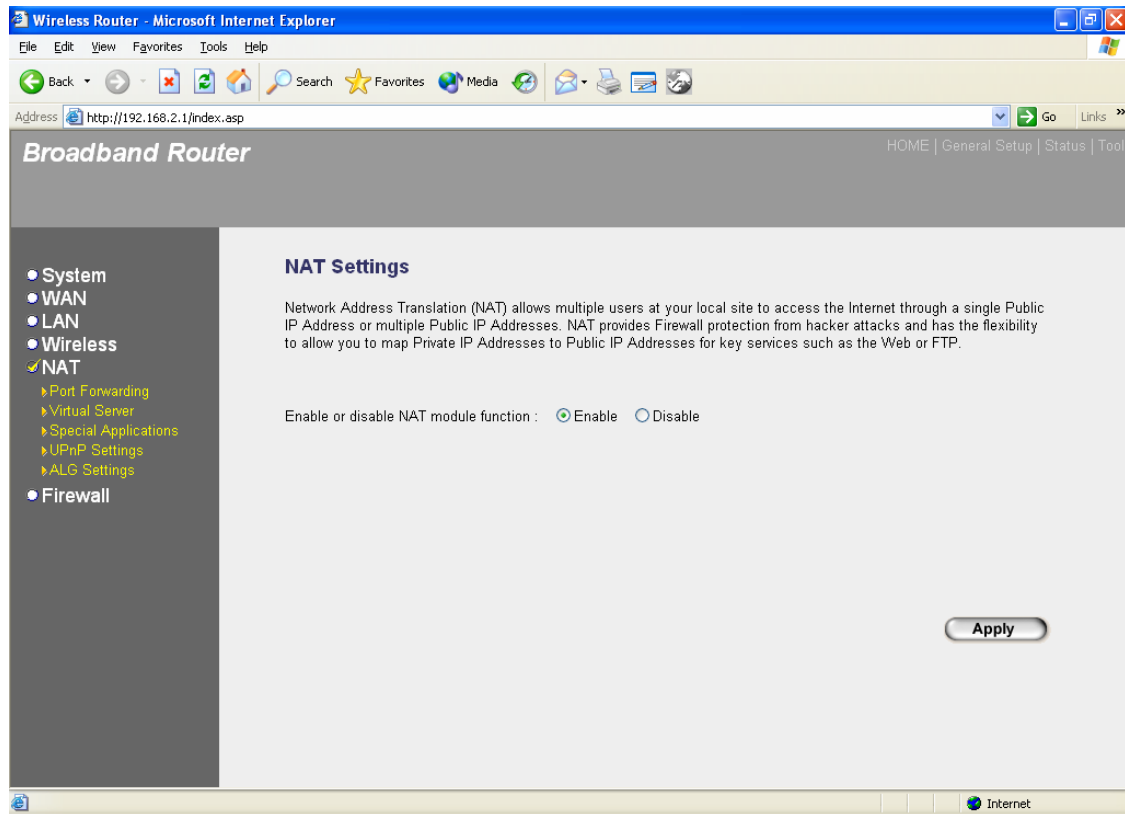 Wireless Router - Microsoft Internet Explorer
File Edit View Favorites Tools Help
Back Search Favorites Media
Address http://192.168.2.1/index.asp Go Links »
Broadband Router
HOME | General Setup | Status | Tool
System
WAN
LAN
Wireless
NAT
Port Forwarding
Virtual Server
Special Applications
UPnP Settings
ALG Settings
Firewall
NAT Settings
Network Address Translation (NAT) allows multiple users at your local site to access the Internet through a single Public
IP Address or multiple Public IP Addresses. NAT provides Firewall protection from hacker attacks and has the flexibility
to allow you to map Private IP Addresses to Public IP Addresses for key services such as the Web or FTP.
Enable or disable NAT module function : Enable Disable
Apply
Internet